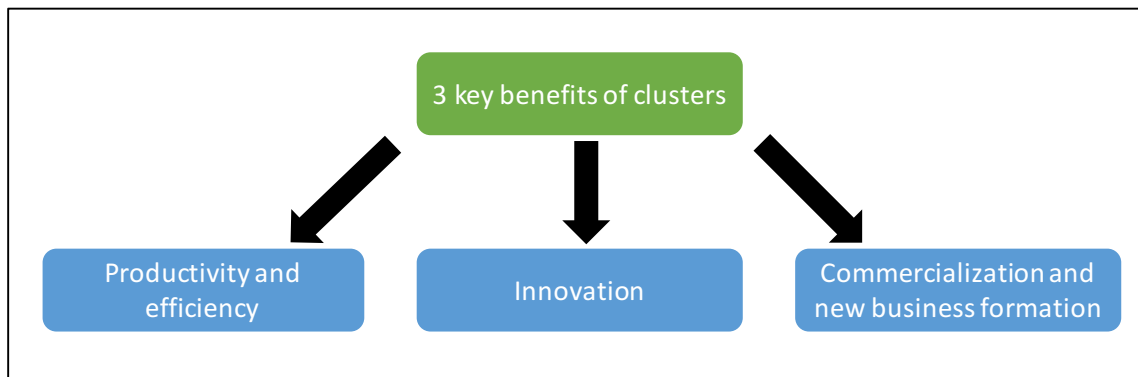 3 key benefits of clusters
Productivity and
efficiency
Innovation
Commercialization and
new business formation